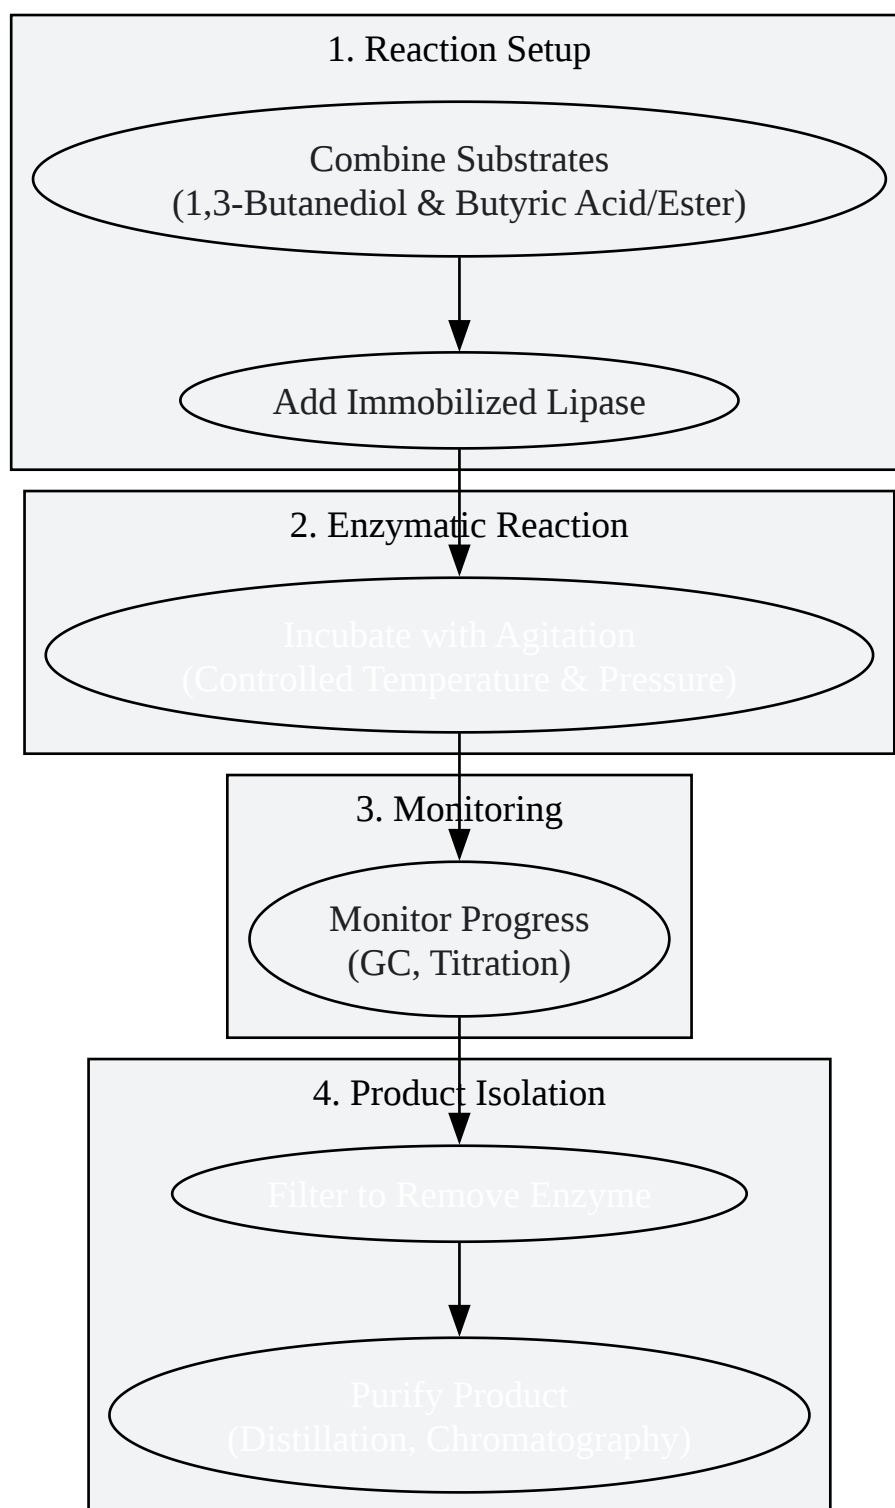 1. Reaction Setup
Combine Substrates
(1,3-Butanediol & Butyric Acid/Ester)
Add Immobilized Lipase
2. Enzymatic Reaction
Incubate with Agitation
(Controlled Temperature & Pressure)
3. Monitoring
Monitor Progress
(GC, Titration)
4. Product Isolation
Filter to Remove Enzyme
Purify Product
(Distillation, Chromatography)